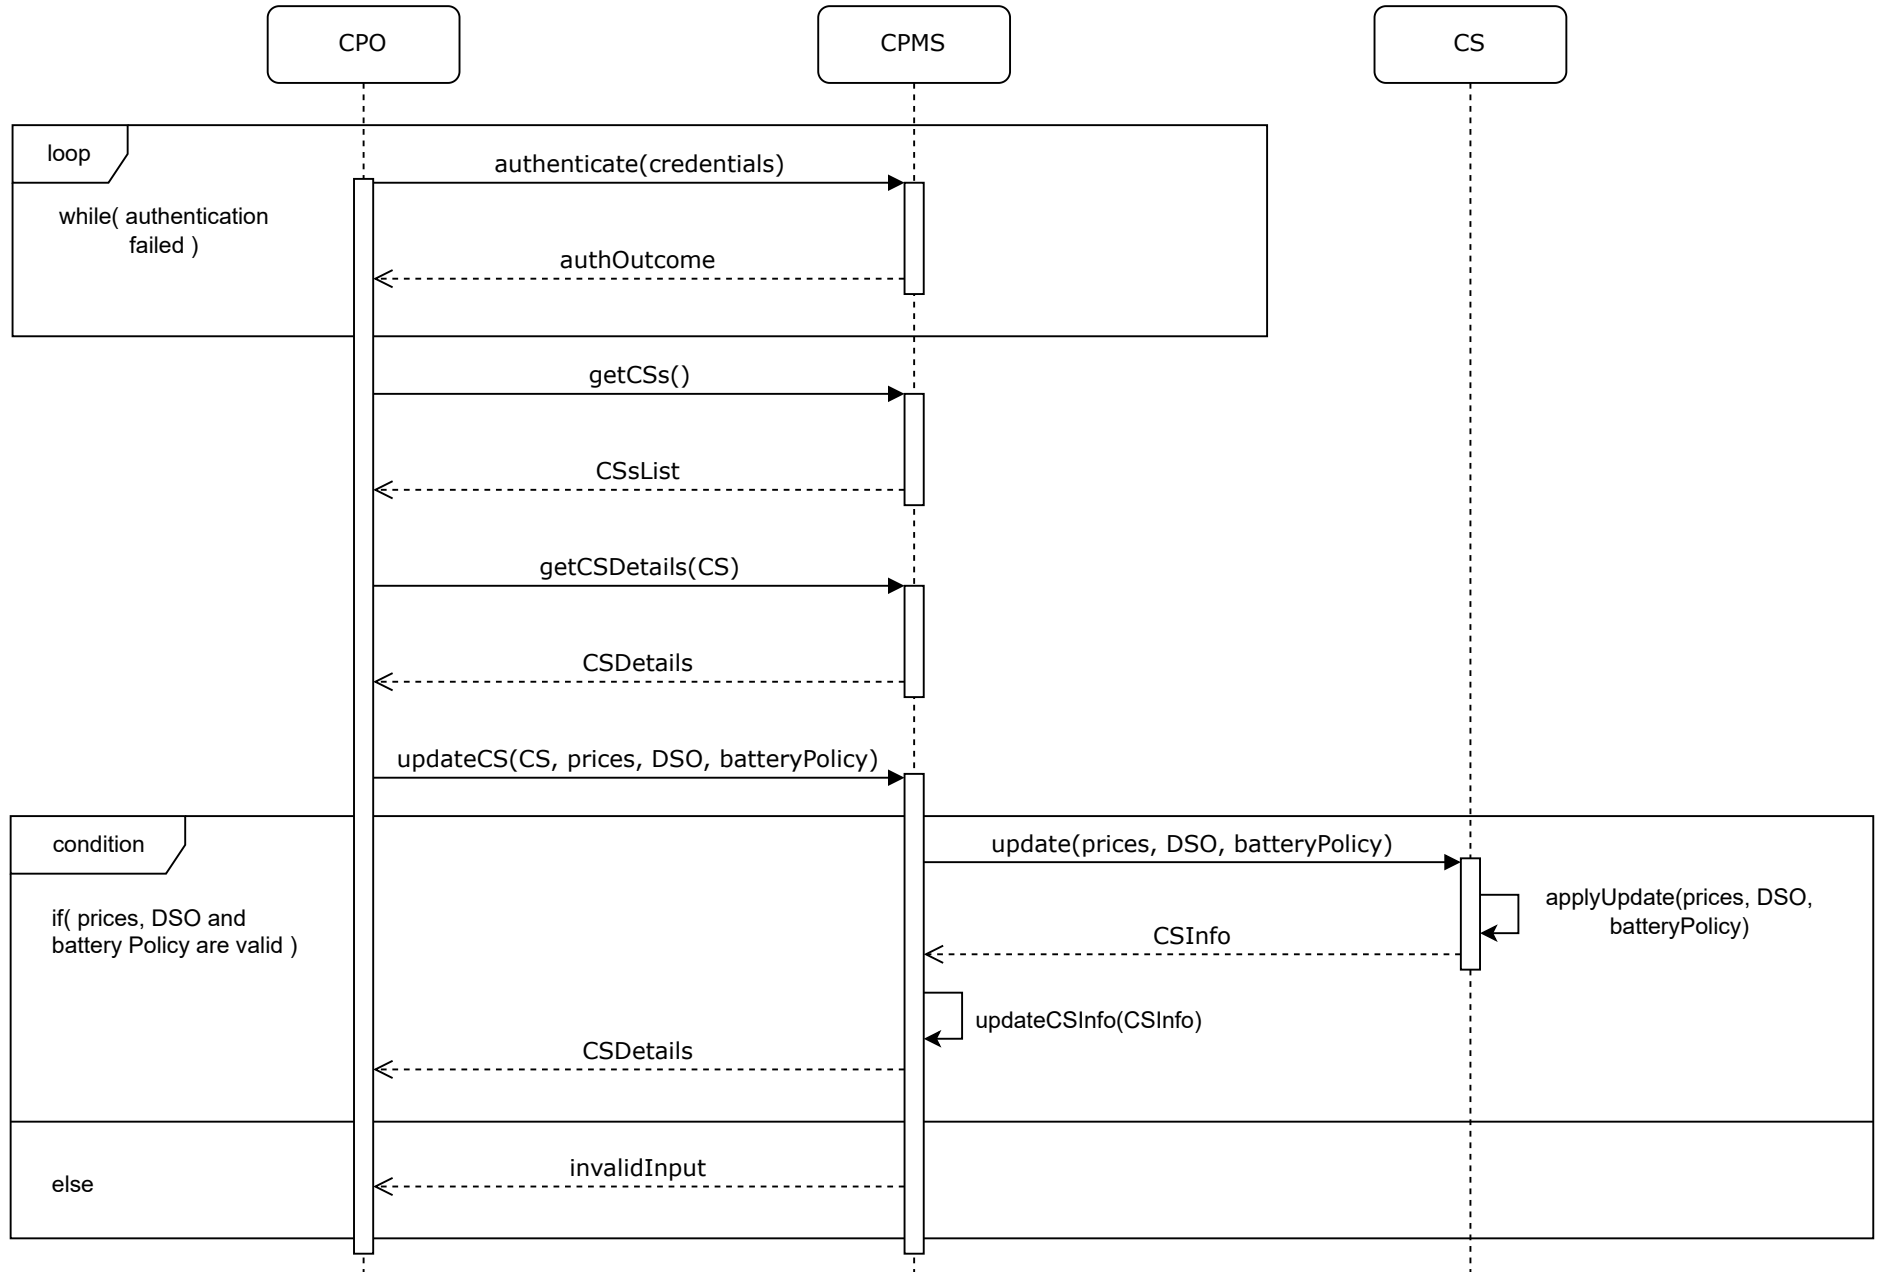 CPO
CPMS
CS
loop
authenticate(credentials)
while( authentication
failed )
authOutcome
getCSs()
CSsList
getCSDetails(CS)
CSDetails
updateCS(CS, prices, DSO, batteryPolicy)
condition
update(prices, DSO, batteryPolicy)
applyUpdate(prices, DSO,
batteryPolicy)
if( prices, DSO and
battery Policy are valid )
CSInfo
updateCSInfo(CSInfo)
CSDetails
invalidInput
else